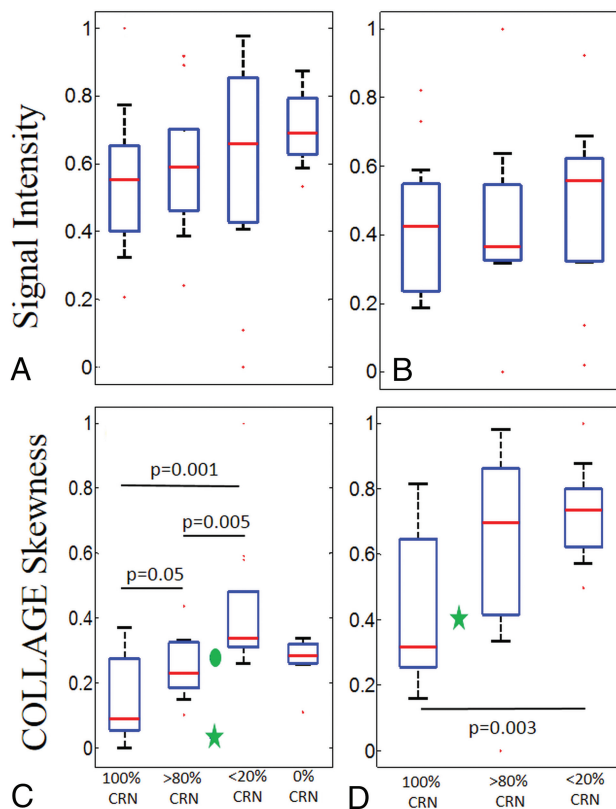 A
Signal Intensity
1
0.8
0.6
0.4
0.2
0
B
1
0.8
0.6
0.4
0.2
0
C
COLLAGE Skewness
1
0.8
0.6
0.4
0.2
0
p=0.001
p=0.005
p=0.05
100% CRN
>80% CRN
<20% CRN
0% CRN
D
1
0.8
0.6
0.4
0.2
0
p=0.003
100% CRN
>80% CRN
<20% CRN